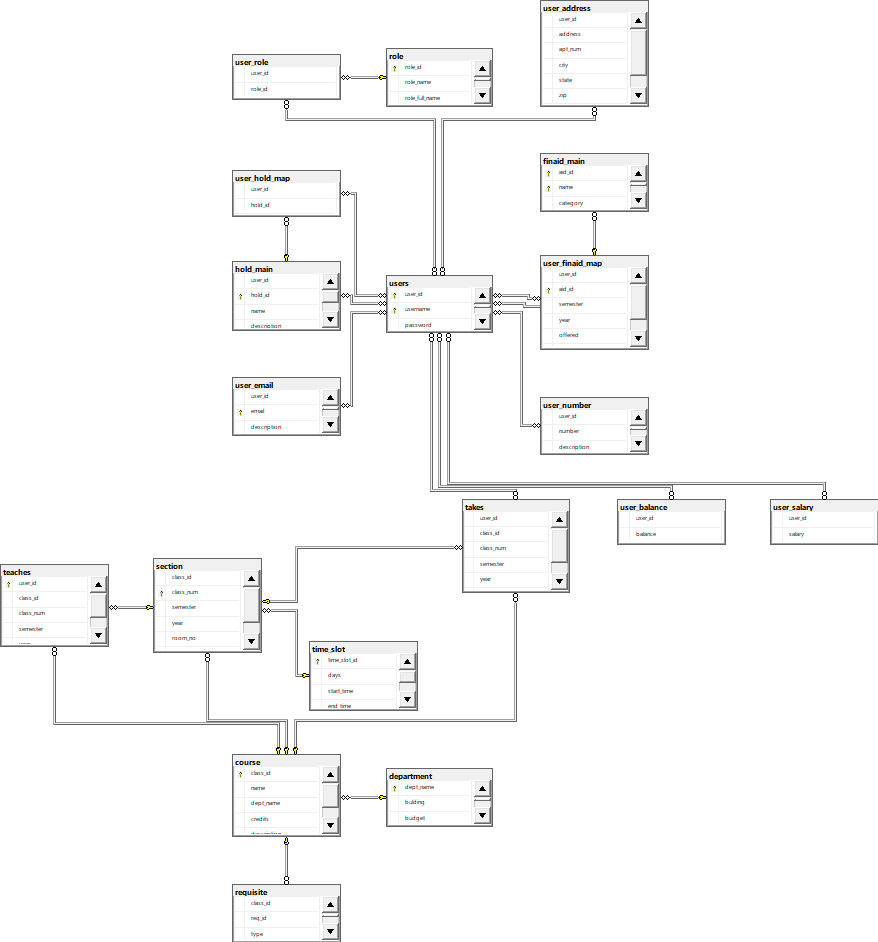 user_address
user_id
address
apt_num
city
state
zip
user_role
user_id
role_id
role
role_id
role_name
role_full_name
finaid_main
aid_id
name
category
user_hold_map
user_id
hold_id
user_finaid_map
user_id
aid_id
semester
year
offered
hold_main
user_id
hold_id
name
description
users
user_id
username
password
user_email
user_id
email
description
user_number
user_id
number
description
takes
user_id
class_id
class_num
semester
year
user_balance
user_id
balance
user_salary
user_id
salary
teaches
user_id
class_id
class_num
semester
section
class_id
class_num
semester
year
room_no
time_slot
time_slot_id
days
start_time
end_time
course
class_id
name
dept_name
credits
department
dept_name
building
budget
requisite
class_id
req_id
type